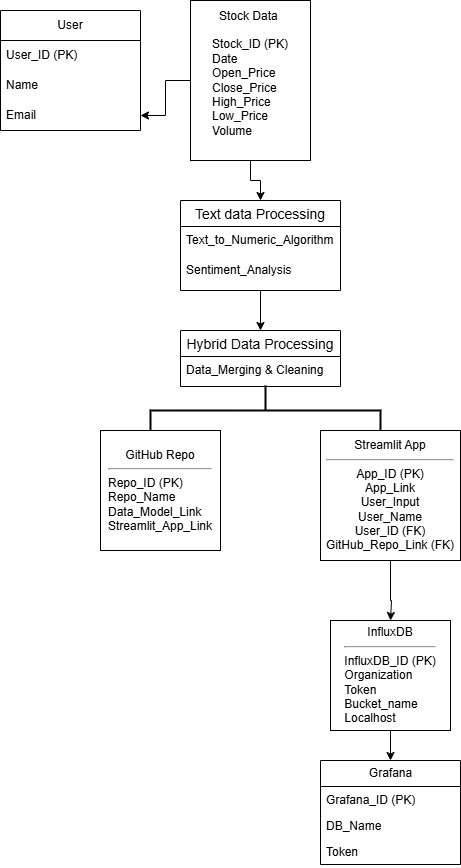 User
User_ID (PK)
Name
Email
Stock Data
Stock_ID (PK)
Date
Open_Price
Close_Price
High_Price
Low_Price
Volume
Text data Processing
Text_to_Numeric_Algorithm
Sentiment_Analysis
Hybrid Data Processing
Data_Merging & Cleaning
GitHub Repo
Repo_ID (PK)
Repo_Name
Data_Model_Link
Streamlit_App_Link
Streamlit App
App_ID (PK)
App_Link
User_Input
User_Name
User_ID (FK)
GitHub_Repo_Link (FK)
InfluxDB
InfluxDB_ID (PK)
Organization
Token
Bucket_name
Localhost
Grafana
Grafana_ID (PK)
DB_Name
Token